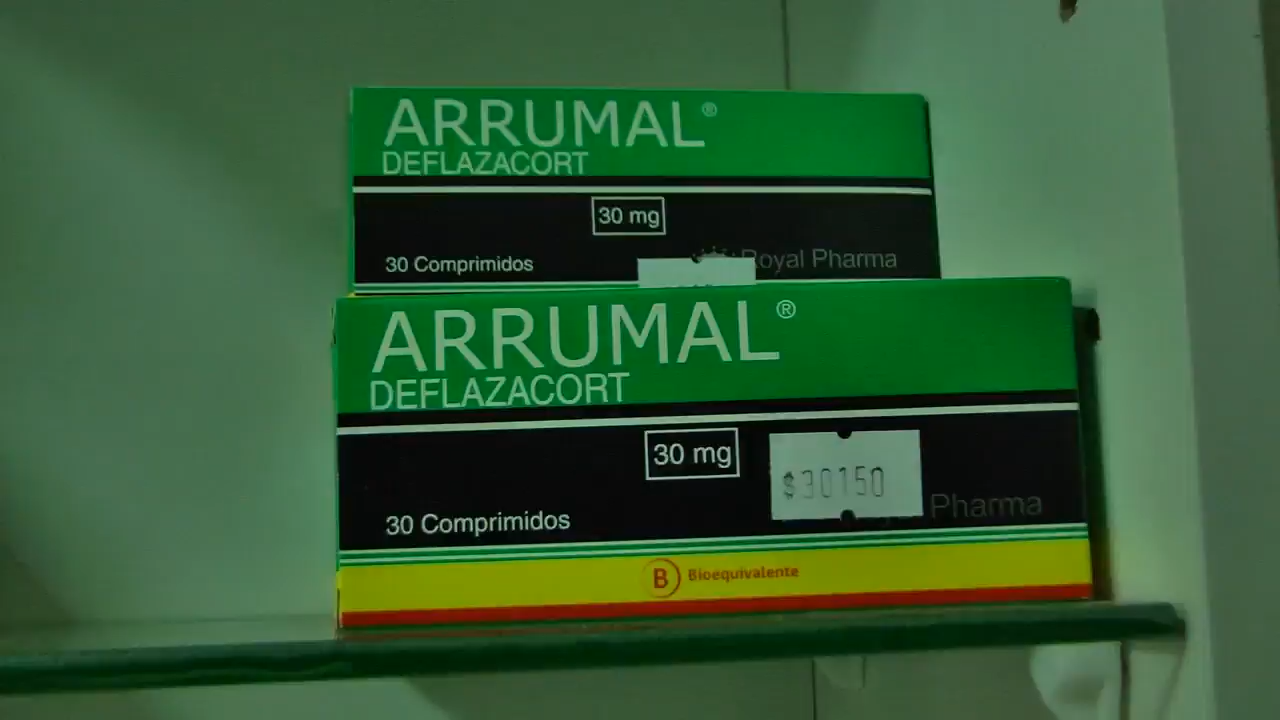 ARRUMAL®
DEFLAZACORT
30 mg
30 Comprimidos
Royal Pharma
ARRUMAL®
DEFLAZACORT
30 mg
$30150
30 Comprimidos
Pharma
B Bioequivalente